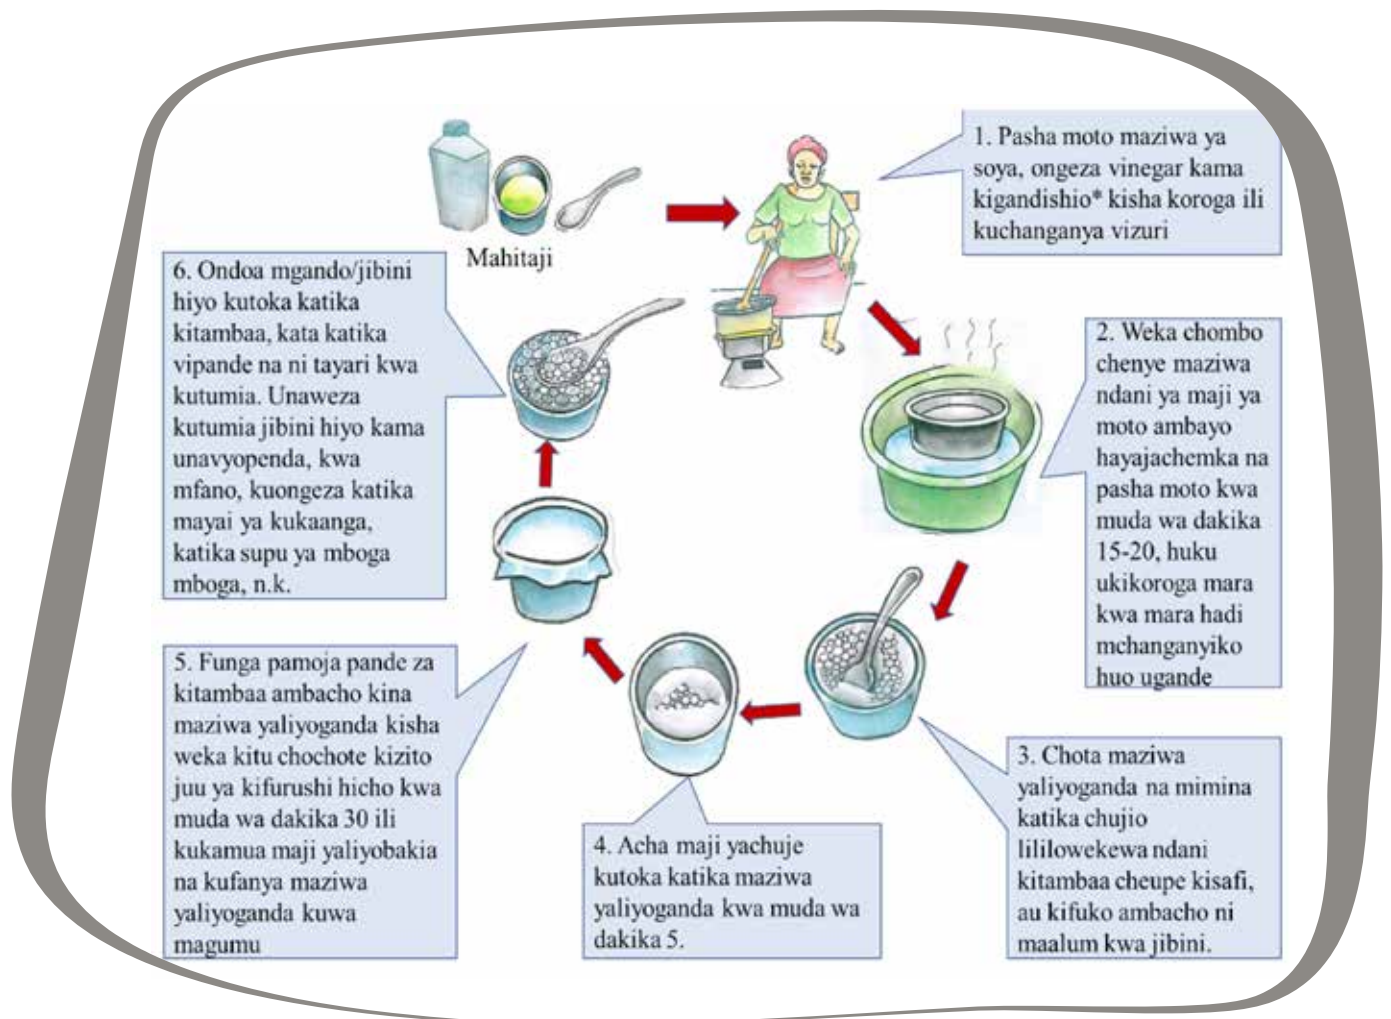 Mahitaji
1. Pasha moto maziwa ya
soya, ongeza vinegar kama
kigandishio* kisha koroga ili
kuchanganya vizuri
2. Weka chombo
chenye maziwa
ndani ya maji ya
moto ambayo
hayajachemka na
pasha moto kwa
muda wa dakika
15-20, huku
ukikoroga mara
kwa mara hadi
mchanganyiko
huo ugande
3. Chota maziwa
yaliyoganda na mimina
katika chujio
lililowekewa ndani
kitambaa cheupe kisafi,
au kifuko ambacho ni
maalum kwa jibini.
4. Acha maji yachuje
kutoka katika maziwa
yaliyoganda kwa muda wa
dakika 5.
5. Funga pamoja pande za
kitambaa ambacho kina
maziwa yaliyoganda kisha
weka kitu chochote kizito
juu ya kifurushi hicho kwa
muda wa dakika 30 ili
kukamua maji yaliyobakia
na kufanya maziwa
yaliyoganda kuwa
magumu
6. Ondoa mgando/jibini
hiyo kutoka katika
kitambaa, kata katika
vipande na ni tayari kwa
kutumia. Unaweza
kutumia jibini hiyo kama
unavyopenda, kwa
mfano, kuongeza katika
mayai ya kukaanga,
katika supu ya mboga
mboga, n.k.